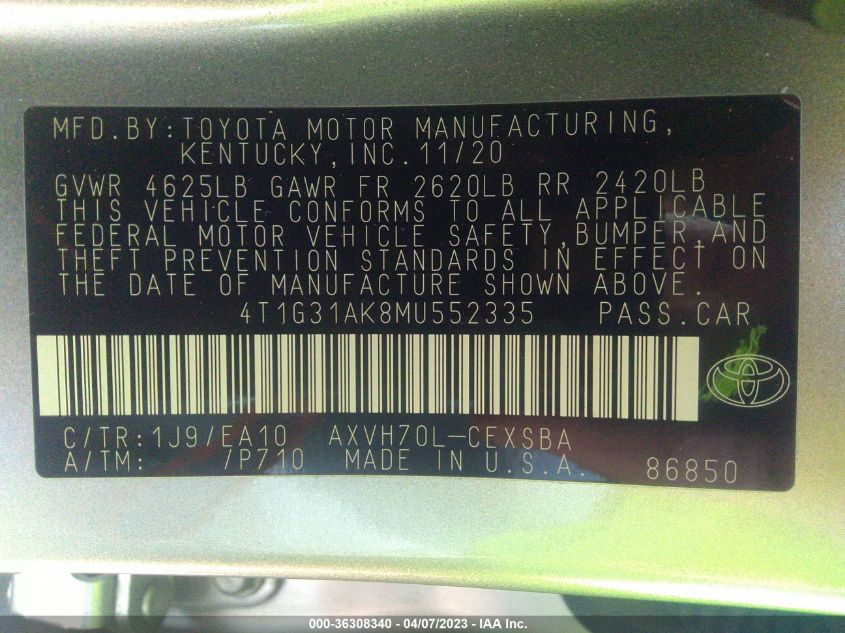 MFD.BY:TOYOTA MOTOR MANUFACTURING,
KENTUCKY,INC.11/20
GVWR 4625LB GAWR FR 2620LB RR 2420LB
THIS VEHICLE CONFORMS TO ALL APPLICABLE
FEDERAL MOTOR VEHICLE SAFETY,BUMPER,AND
THEFT PREVENTION STANDARDS IN EFFECT ON
THE DATE OF MANUFACTURE SHOWN ABOVE.
4T1G31AK8MU552335 PASS.CAR
C/TR:1J9/EA10 AXVH70L-CEXSBA
A/TM: /P710 MADE IN U.S.A. 86850
000-36308340 - 04/07/2023 - IAA Inc.